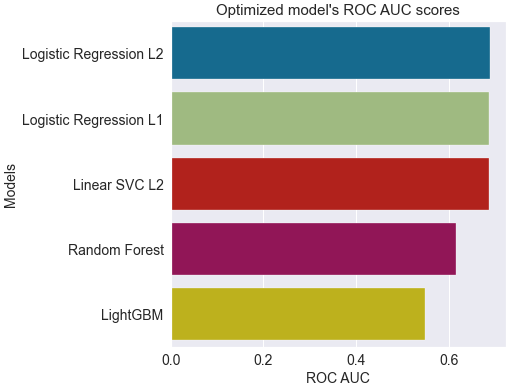 Optimized model's ROC AUC scores
Logistic Regression L2
Logistic Regression L1
Linear SVC L2
Random Forest
LightGBM
Models
0.0 0.2 0.4 0.6
ROC AUC